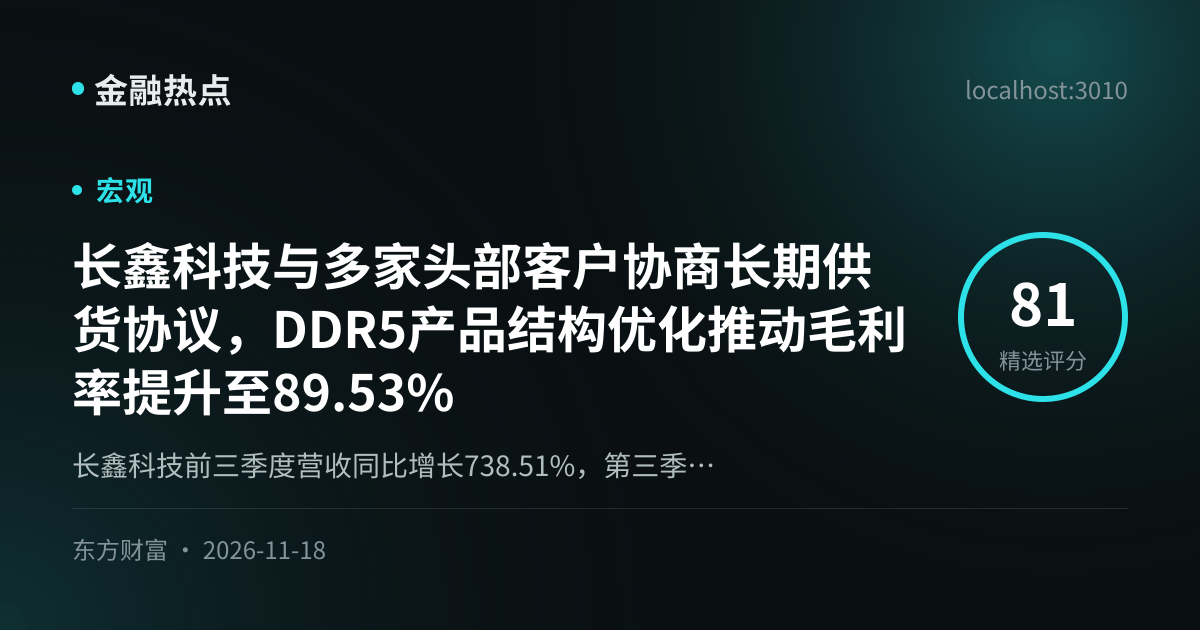 金融热点
localhost:3010
宏观
长鑫科技与多家头部客户协商长期供
货协议，DDR5产品结构优化推动毛利
率提升至89.53%
81
精选评分
长鑫科技前三季度营收同比增长738.51%，第三季…
东方财富 · 2026-11-18